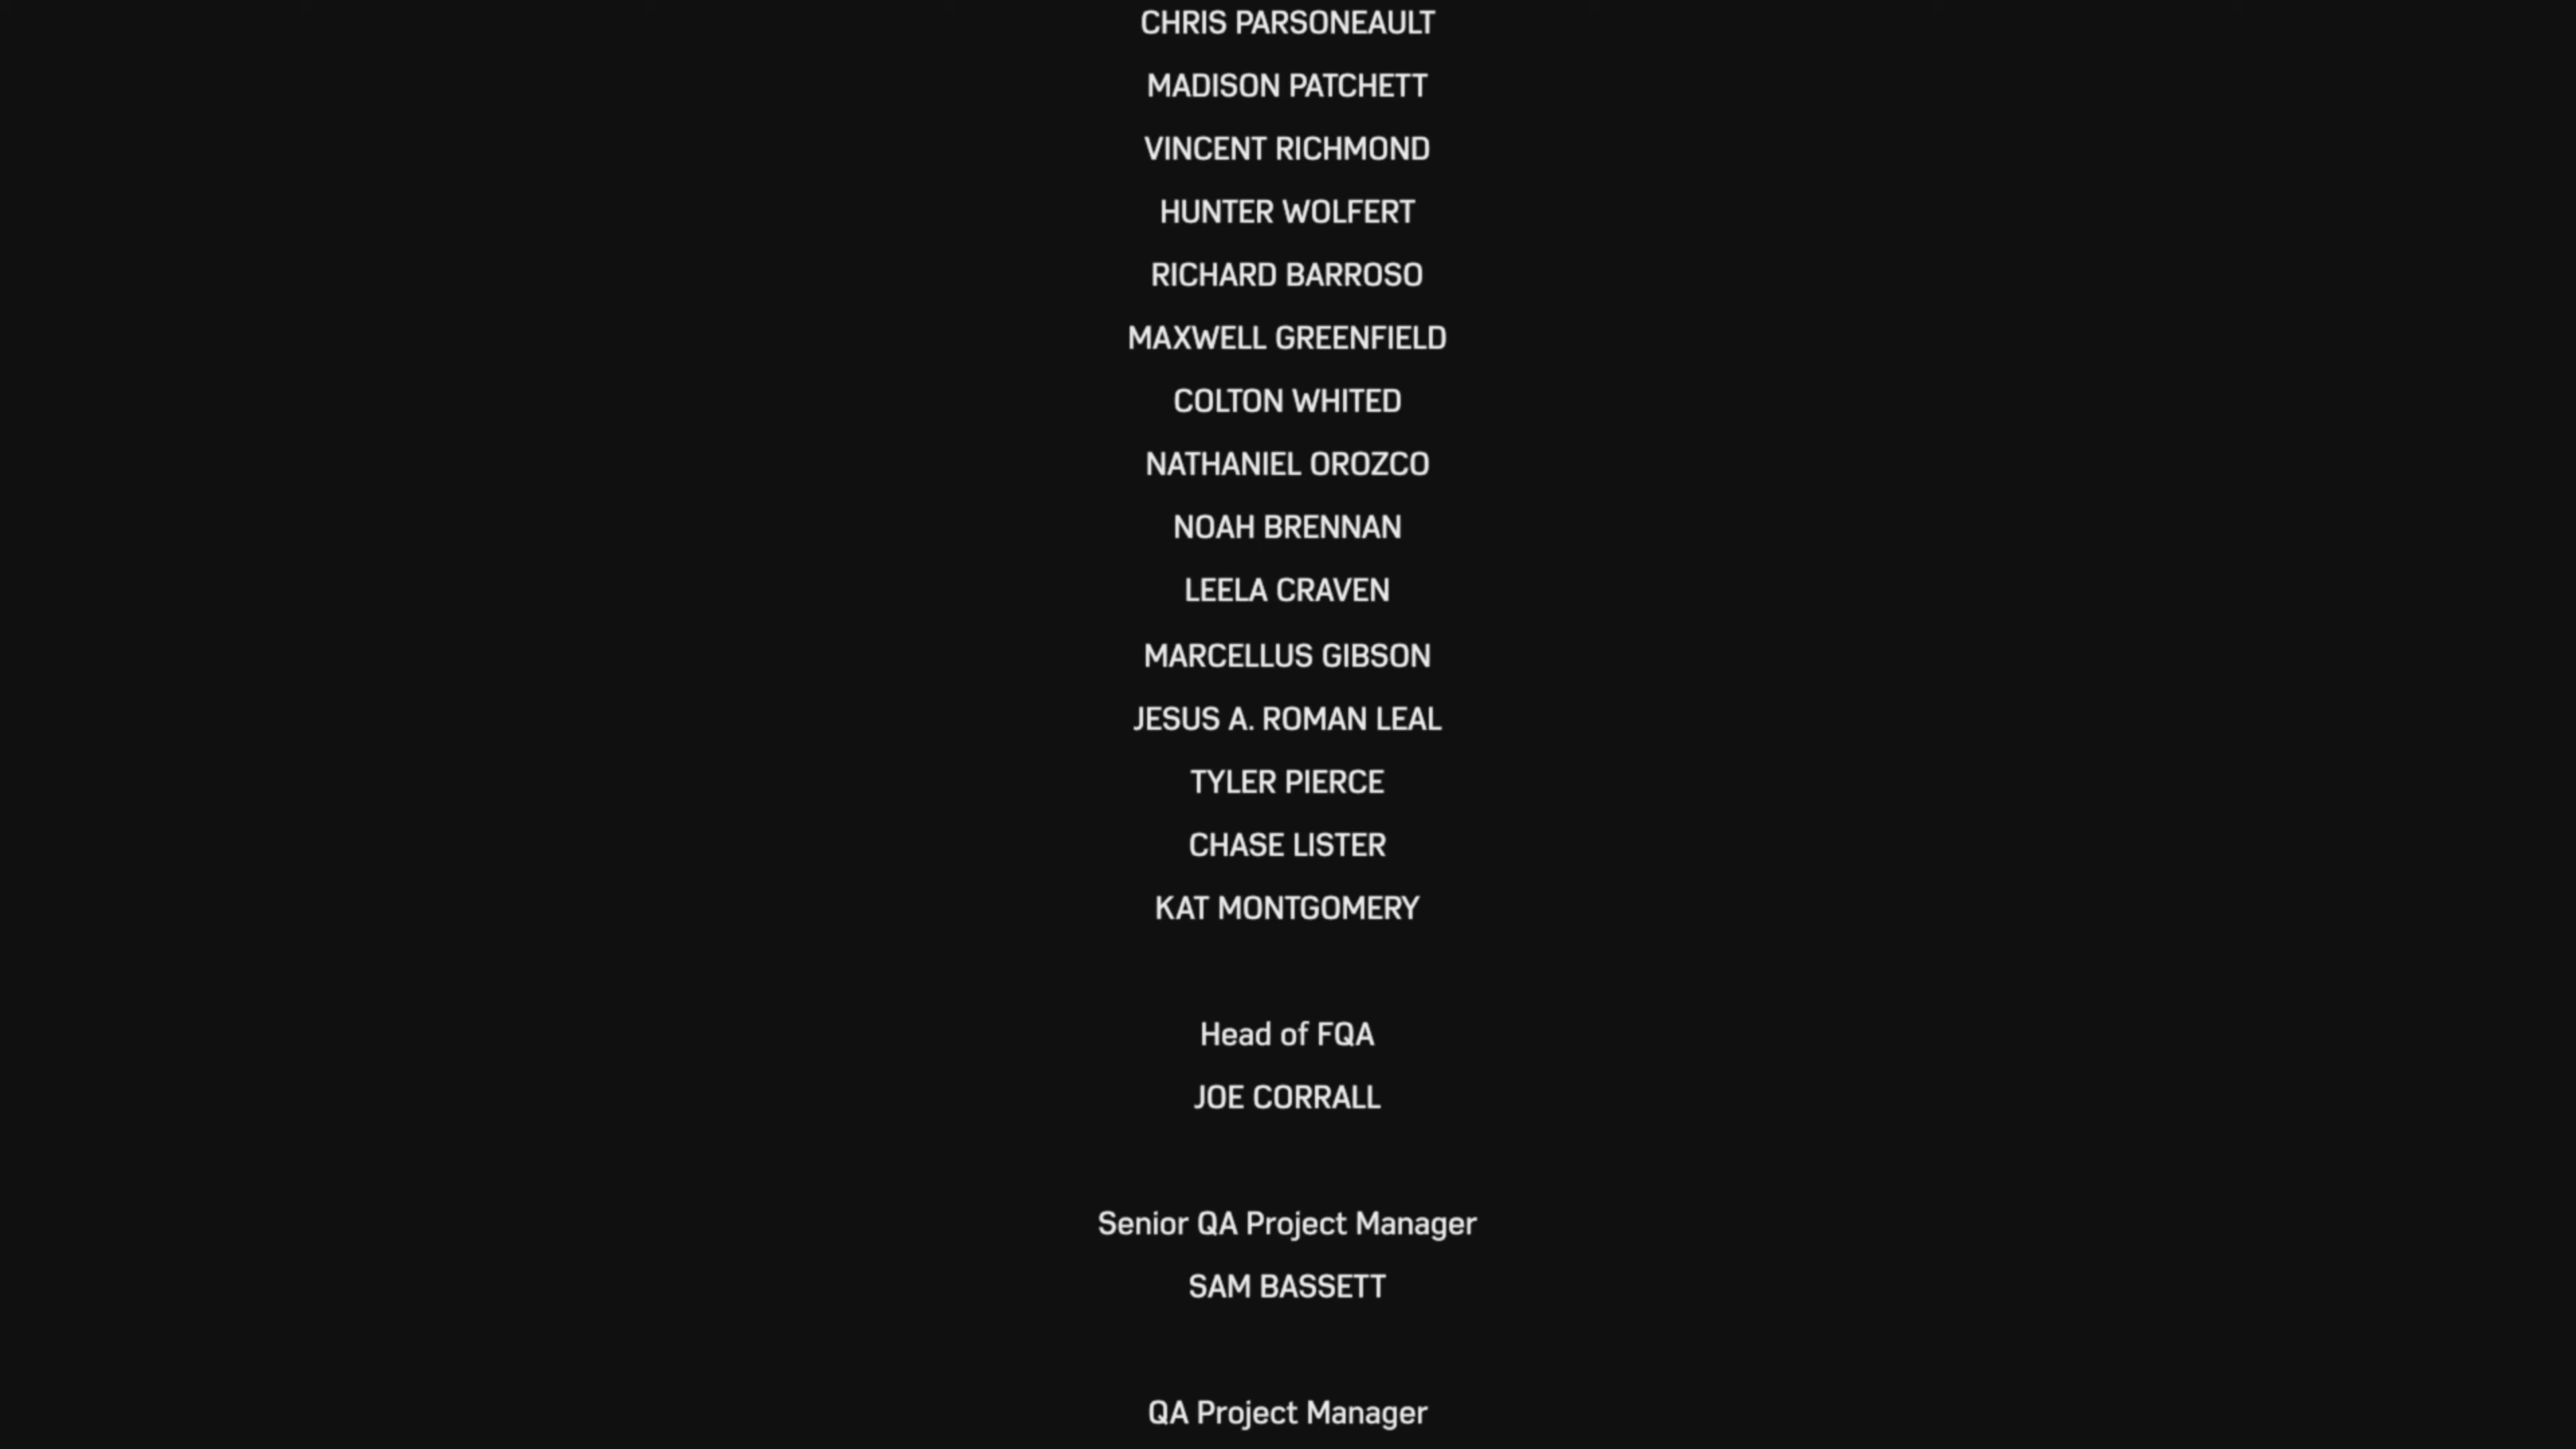 CHRIS PARSONEAULT
MADISON PATCHETT
VINCENT RICHMOND
HUNTER WOLFERT
RICHARD BARROSO
MAXWELL GREENFIELD
COLTON WHITED
NATHANIEL OROZCO
NOAH BRENNAN
LEELA CRAVEN
MARCELLUS GIBSON
JESUS A. ROMAN LEAL
TYLER PIERCE
CHASE LISTER
KAT MONTGOMERY
Head of FQA
JOE CORRALL
Senior QA Project Manager
SAM BASSETT
QA Project Manager